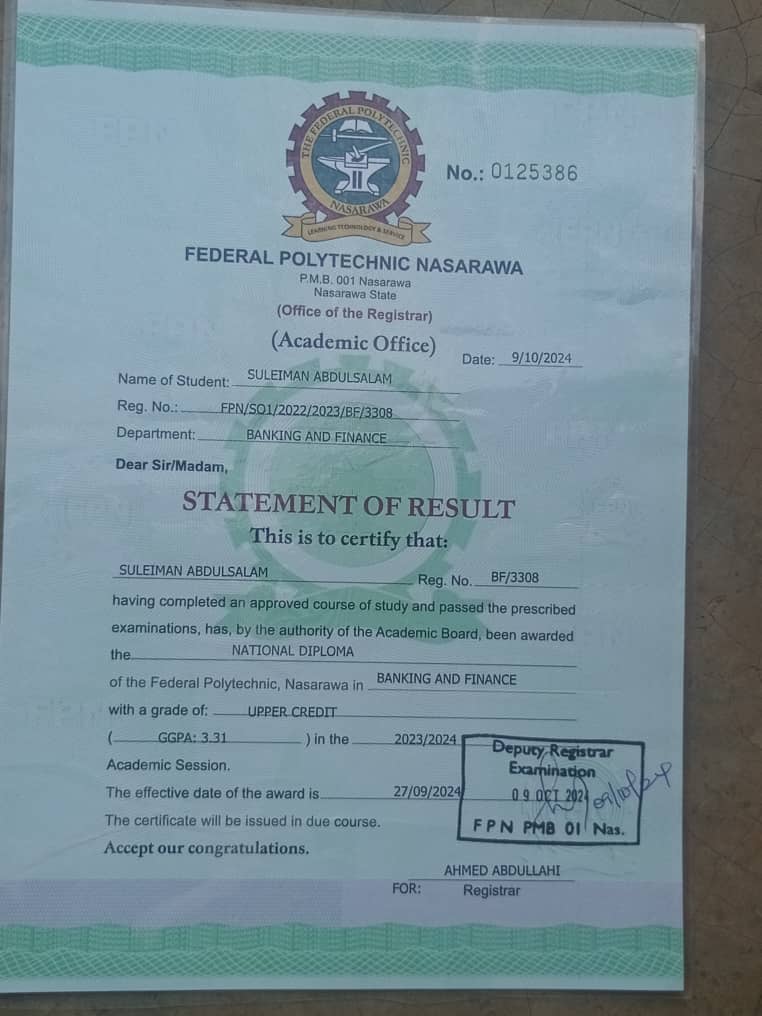 THE FEDERAL POLYTECHNIC
NASARAWA
LEARNING TECHNOLOGY & SERVICE
No.: 0125386
FEDERAL POLYTECHNIC NASARAWA
P.M.B. 001 Nasarawa
Nasarawa State
(Office of the Registrar)
(Academic Office)
Date: 9/10/2024
Name of Student: SULEIMAN ABDULSALAM
Reg. No.: FPN/SO1/2022/2023/BF/3308
Department: BANKING AND FINANCE
Dear Sir/Madam,
STATEMENT OF RESULT
This is to certify that:
SULEIMAN ABDULSALAM Reg. No. BF/3308
having completed an approved course of study and passed the prescribed
examinations, has, by the authority of the Academic Board, been awarded
the NATIONAL DIPLOMA
of the Federal Polytechnic, Nasarawa in BANKING AND FINANCE
with a grade of: UPPER CREDIT
( GGPA: 3.31 ) in the 2023/2024
Academic Session.
The effective date of the award is 27/09/2024
The certificate will be issued in due course.
Accept our congratulations.
Deputy Registrar
Examination
09 OCT 2024
09/10/24
FPN PMB 01 Nas.
AHMED ABDULLAHI
FOR: Registrar